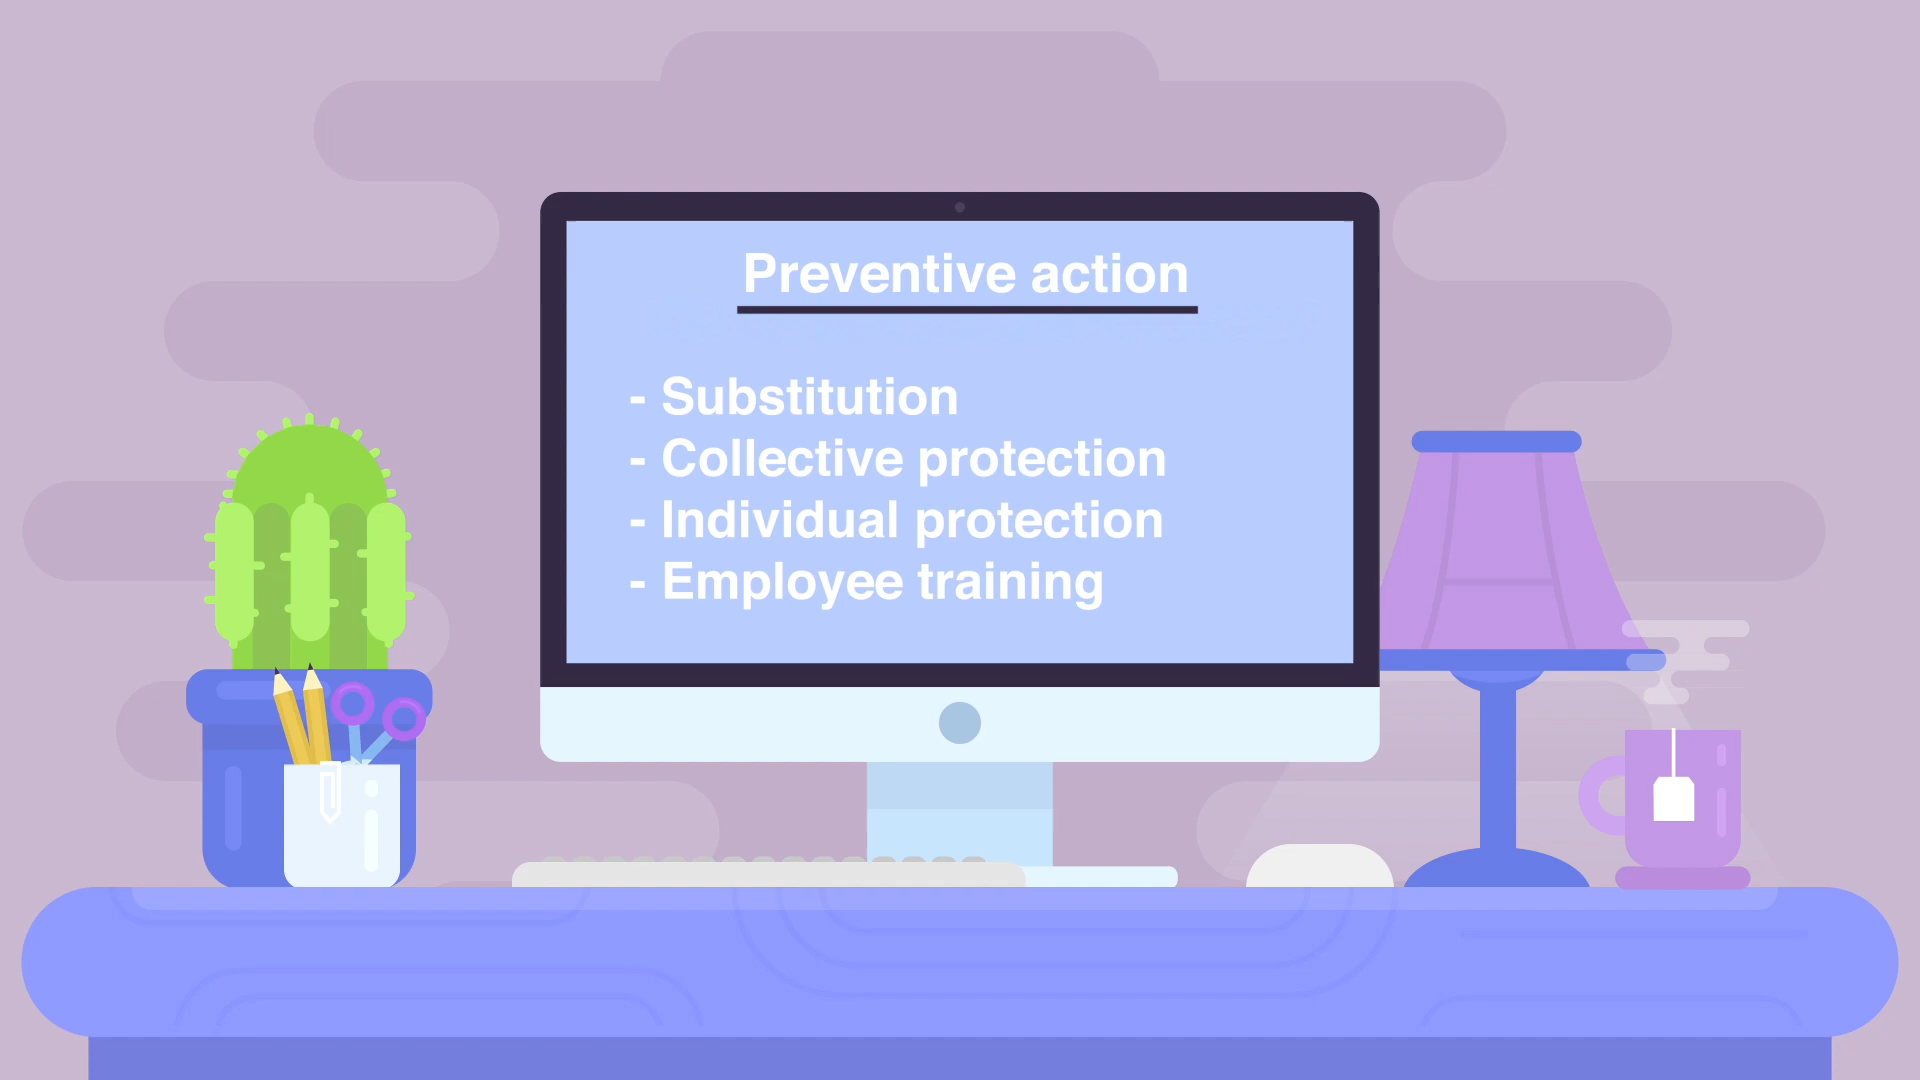 Preventive action
- Substitution
- Collective protection
- Individual protection
- Employee training